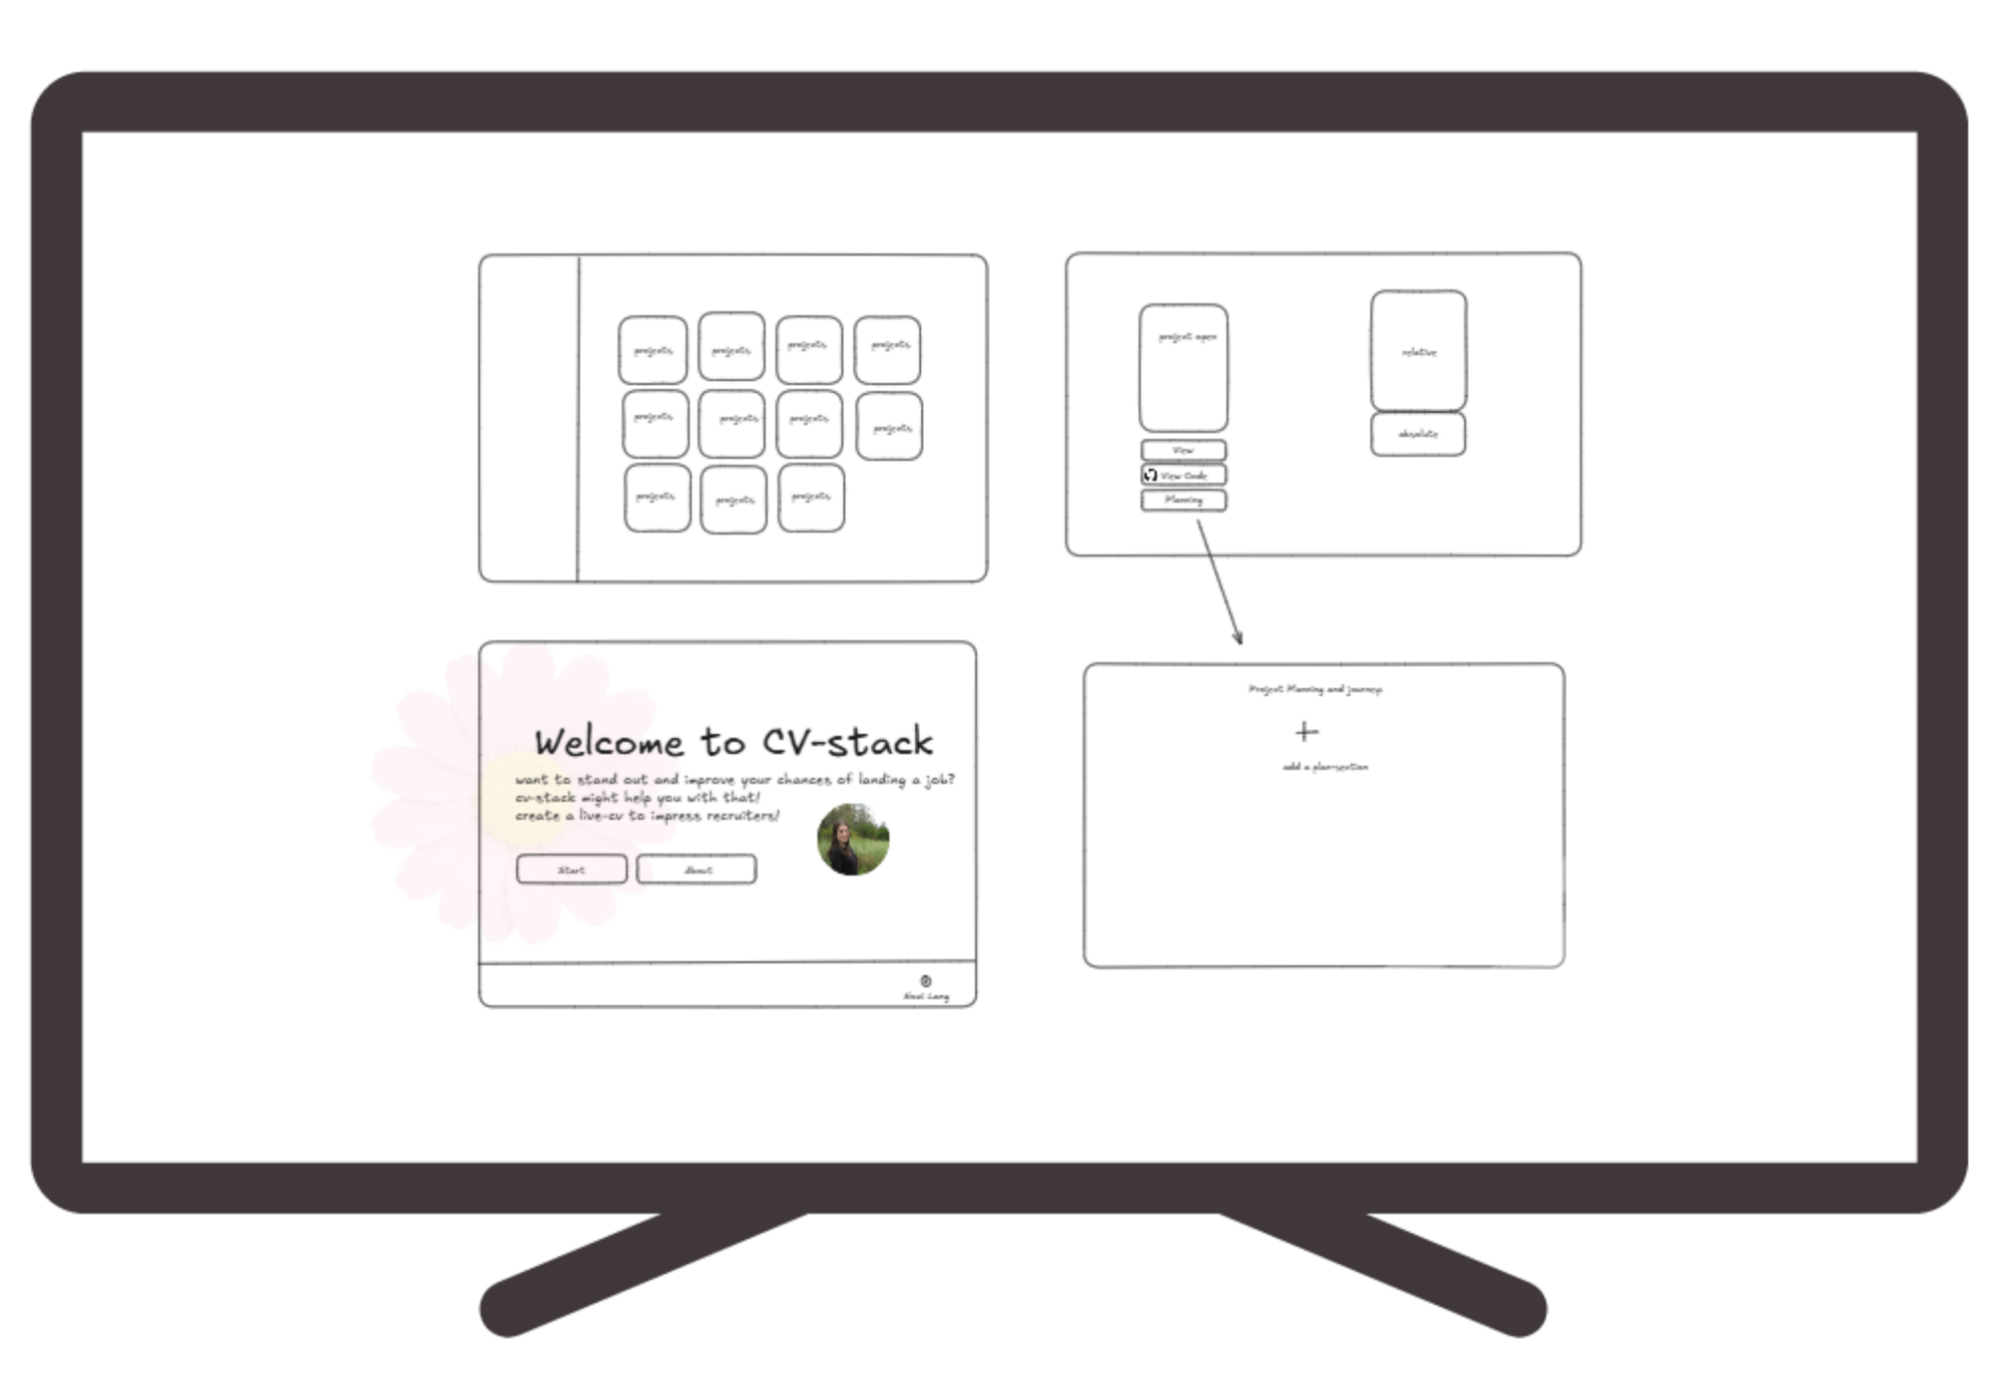 projects
projects
projects
projects
projects
projects
projects
projects
projects
projects
projects
project open
View
View Code
Planning
relative
absolute
Welcome to CV-stack
want to stand out and improve your chances of landing a job?
cv-stack might help you with that!
create a live-cv to impress recruiters!
Start
About
Lang
Project Planning and journey
+
add a plan-section